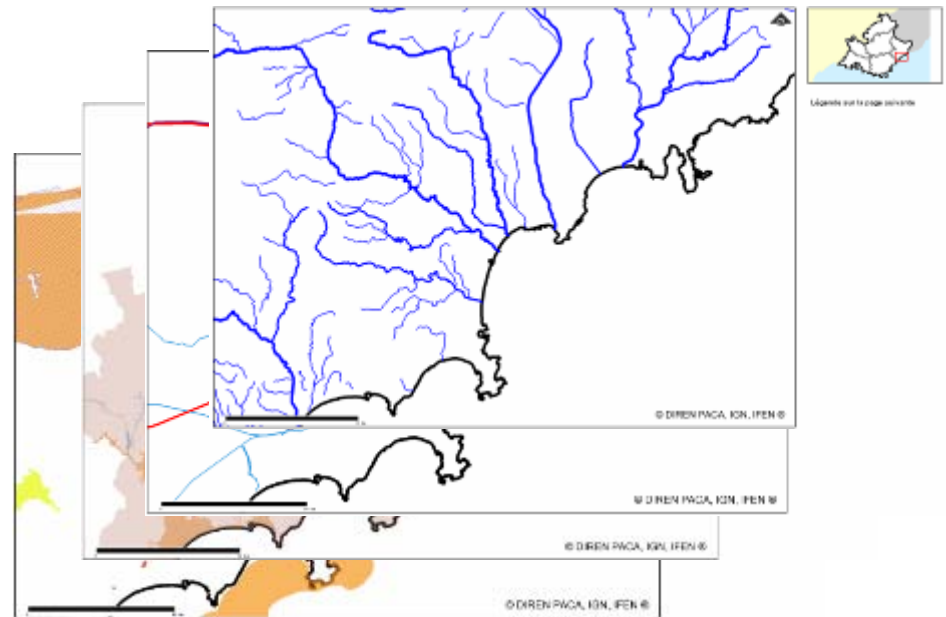 Légende sur la page suivante
© DIREN PACA, IGN, IFEN ®
© DIREN PACA, IGN, IFEN ®
© DIREN PACA, IGN, IFEN ®
© DIREN PACA, IGN, IFEN ®